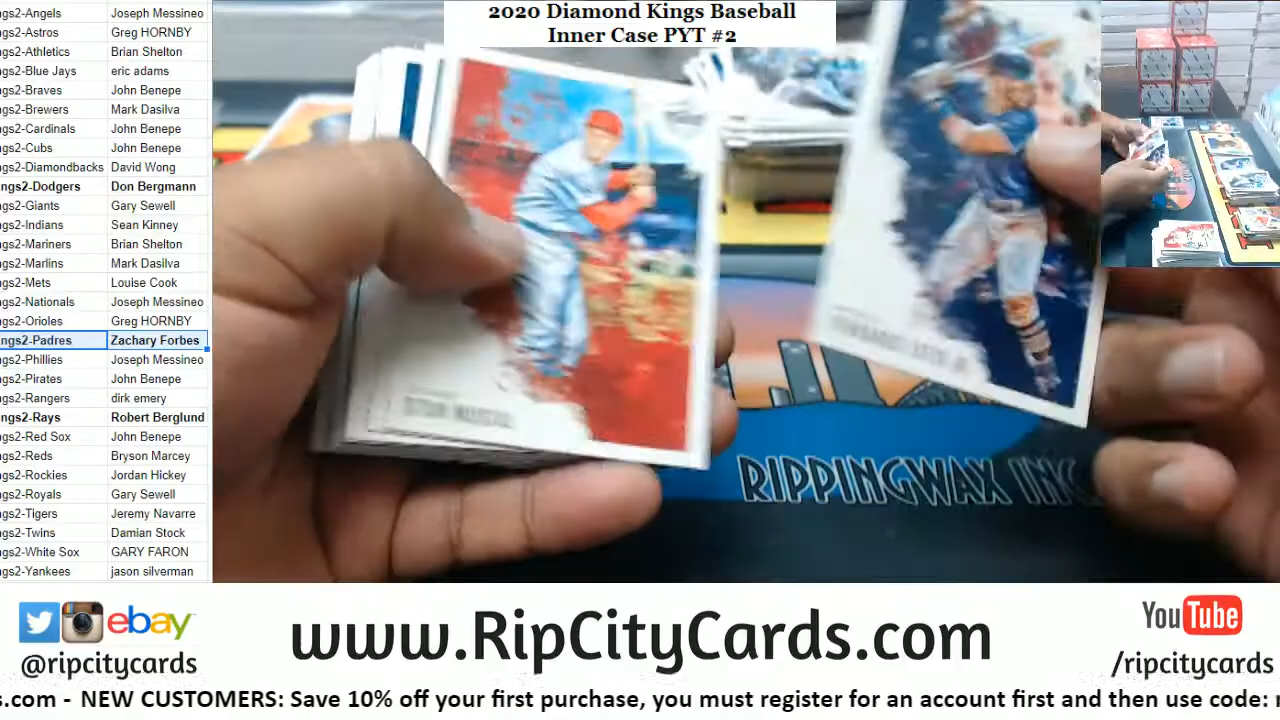 2020 Diamond Kings Baseball
Inner Case PYT #2
ngs2-Angels Joseph Messineo
ngs2-Astros Greg HORNBY
ngs2-Athletics Brian Shelton
ngs2-Blue Jays eric adams
ngs2-Braves John Benepe
ngs2-Brewers Mark Dasilva
ngs2-Cardinals John Benepe
ngs2-Cubs John Benepe
ngs2-Diamondbacks David Wong
ngs2-Dodgers Don Bergmann
ngs2-Giants Gary Sewell
ngs2-Indians Sean Kinney
ngs2-Mariners Brian Shelton
ngs2-Marlins Mark Dasilva
ngs2-Mets Louise Cook
ngs2-Nationals Joseph Messineo
ngs2-Orioles Greg HORNBY
ngs2-Padres Zachary Forbes
ngs2-Phillies Joseph Messineo
ngs2-Pirates John Benepe
ngs2-Rangers dirk emery
ngs2-Rays Robert Berglund
ngs2-Red Sox John Benepe
ngs2-Reds Bryson Marcey
ngs2-Rockies Jordan Hickey
ngs2-Royals Gary Sewell
ngs2-Tigers Jeremy Navarre
ngs2-Twins Damian Stock
ngs2-White Sox GARY FARON
ngs2-Yankees jason silverman
RIPPINGWAX INC
ebay
@ripcitycards
www.RipCityCards.com
YouTube
/ripcitycards
s.com - NEW CUSTOMERS: Save 10% off your first purchase, you must register for an account first and then use code: